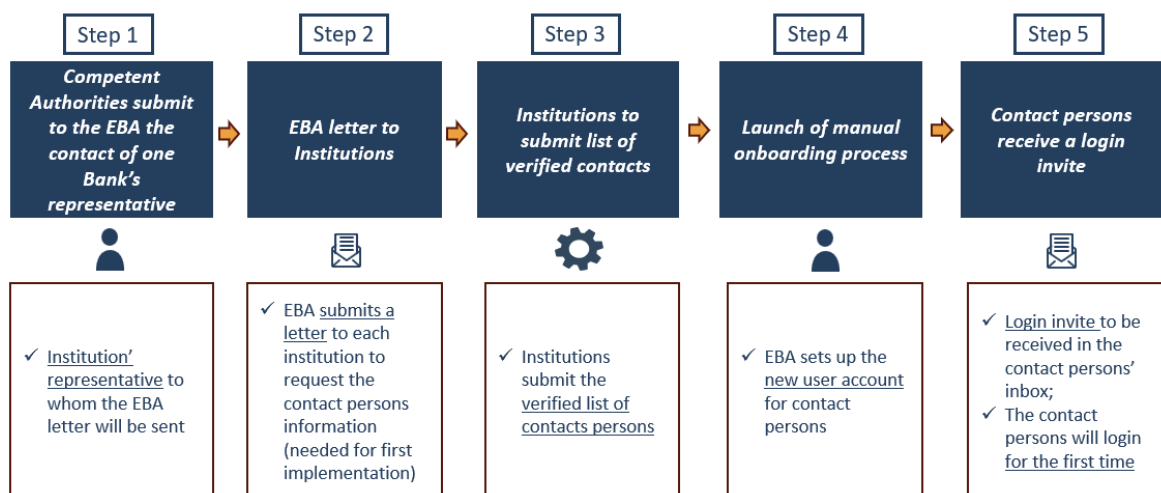 Step 1
Competent
Authorities submit
to the EBA the
contact of one
Bank's
representative
✓ Institution'
representative to
whom the EBA
letter will be sent
Step 2
EBA letter to
Institutions
✓ EBA submits a
letter to each
institution to
request the
contact persons
information
(needed for first
implementation)
Step 3
Institutions to
submit list of
verified contacts
✓ Institutions
submit the
verified list of
contacts persons
Step 4
Launch of manual
onboarding process
✓ EBA sets up the
new user account
for contact
persons
Step 5
Contact persons
receive a login
invite
✓ Login invite to be
received in the
contact persons'
inbox;
✓ The contact
persons will login
for the first time